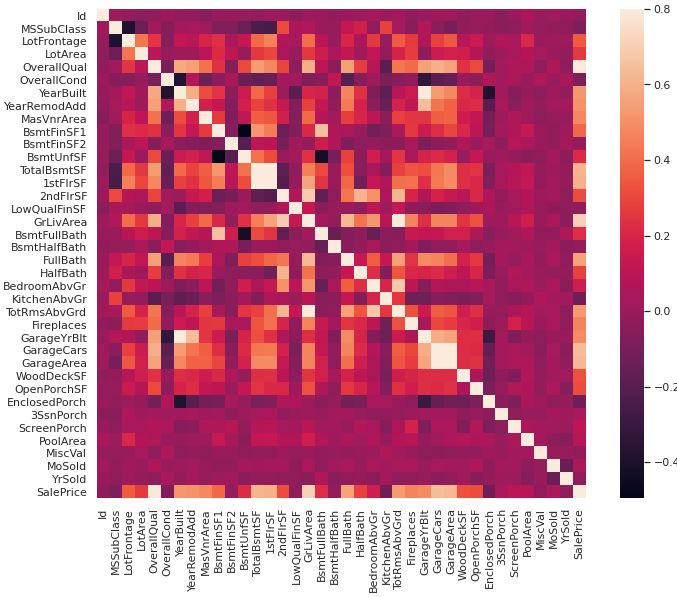 Id
MSSubClass
LotFrontage
LotArea
OverallQual
OverallCond
YearBuilt
YearRemodAdd
MasVnrArea
BsmtFinSF1
BsmtFinSF2
BsmtUnfSF
TotalBsmtSF
1stFlrSF
2ndFlrSF
LowQualFinSF
GrLivArea
BsmtFullBath
BsmtHalfBath
FullBath
HalfBath
BedroomAbvGr
KitchenAbvGr
TotRmsAbvGrd
Fireplaces
GarageYrBlt
GarageCars
GarageArea
WoodDeckSF
OpenPorchSF
EnclosedPorch
3SsnPorch
ScreenPorch
PoolArea
MiscVal
MoSold
YrSold
SalePrice
Id
MSSubClass
LotFrontage
LotArea
OverallQual
OverallCond
YearBuilt
YearRemodAdd
MasVnrArea
BsmtFinSF1
BsmtFinSF2
BsmtUnfSF
TotalBsmtSF
1stFlrSF
2ndFlrSF
LowQualFinSF
GrLivArea
BsmtFullBath
BsmtHalfBath
FullBath
HalfBath
BedroomAbvGr
KitchenAbvGr
TotRmsAbvGrd
Fireplaces
GarageYrBlt
GarageCars
GarageArea
WoodDeckSF
OpenPorchSF
EnclosedPorch
3SsnPorch
ScreenPorch
PoolArea
MiscVal
MoSold
YrSold
SalePrice
0.8
0.6
0.4
0.2
0.0
−0.2
−0.4